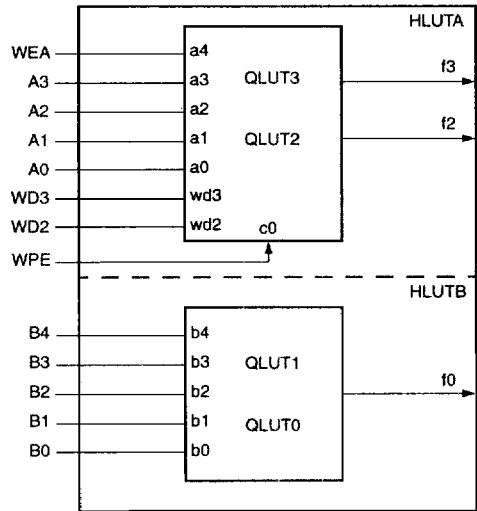 HLUTA
WEA a4
A3 a3 QLUT3 f3
A2 a2
A1 a1 QLUT2 f2
A0 a0
WD3 wd3
WD2 wd2 c0
WPE
HLUTB
B4 b4
B3 b3 QLUT1
B2 b2 f0
B1 b1 QLUT0
B0 b0